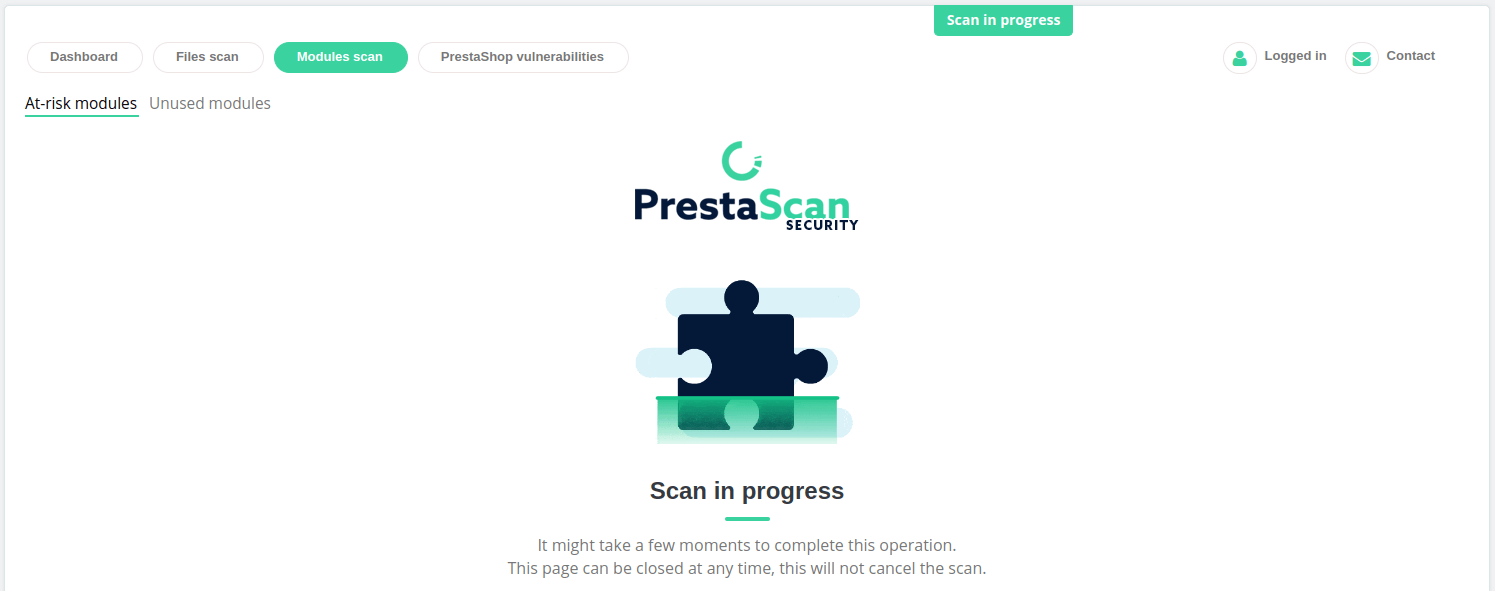 Scan in progress
Dashboard Files scan Modules scan PrestaShop vulnerabilities Logged in Contact
At-risk modules Unused modules
PrestaScan
SECURITY
Scan in progress
It might take a few moments to complete this operation.
This page can be closed at any time, this will not cancel the scan.